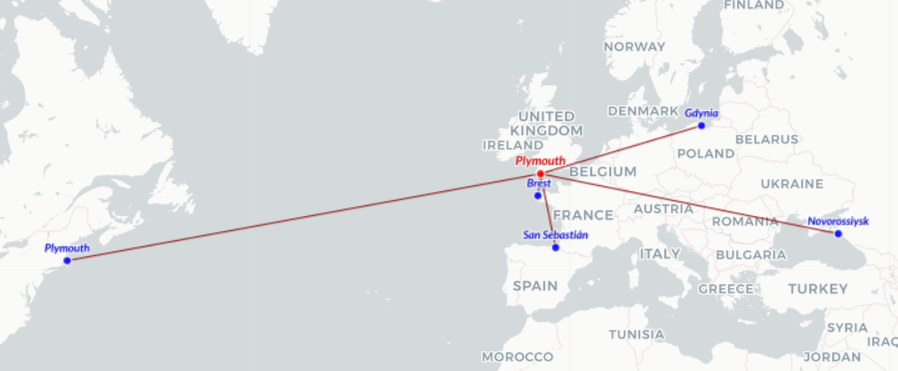 FINLAND
NORWAY
DENMARK
Gdynia
UNITED
KINGDOM
IRELAND
BELARUS
POLAND
Plymouth
BELGIUM
Brest
UKRAINE
AUSTRIA
FRANCE
ROMANIA
Novorossiysk
San Sebastián
Plymouth
ITALY
BULGARIA
SPAIN
GREECE
TURKEY
SYRIA
TUNISIA
IRAQ
MOROCCO
JORDAN